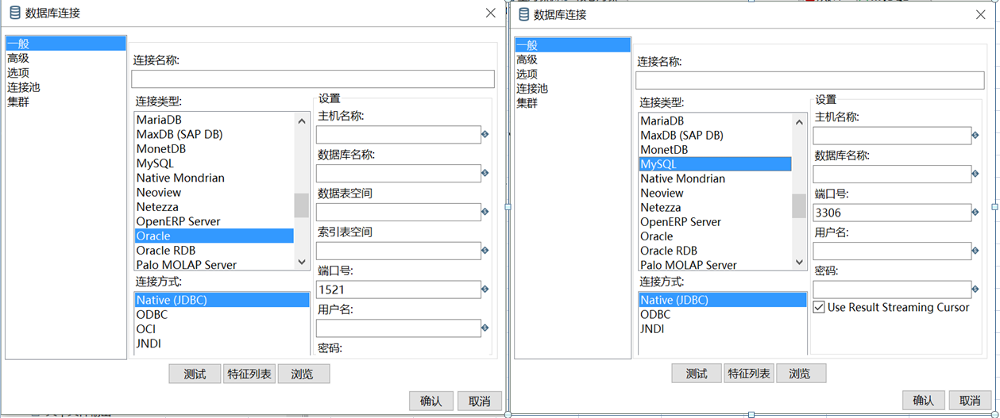 数据库连接
一般
高级
选项
连接池
集群
连接名称:
连接类型:
MariaDB
MaxDB (SAP DB)
MonetDB
MySQL
Native Mondrian
Neoview
Netezza
OpenERP Server
Oracle
Oracle RDB
Palo MOLAP Server
连接方式:
Native (JDBC)
ODBC
OCI
JNDI
设置
主机名称:
数据库名称:
数据表空间
索引表空间
端口号:
1521
用户名:
密码:
测试
特征列表
浏览
确认
取消
数据库连接
一般
高级
选项
连接池
集群
连接名称:
连接类型:
MariaDB
MaxDB (SAP DB)
MonetDB
MySQL
Native Mondrian
Neoview
Netezza
OpenERP Server
Oracle
Oracle RDB
Palo MOLAP Server
连接方式:
Native (JDBC)
ODBC
JNDI
设置
主机名称:
数据库名称:
端口号:
3306
用户名:
密码:
Use Result Streaming Cursor
测试
特征列表
浏览
确认
取消